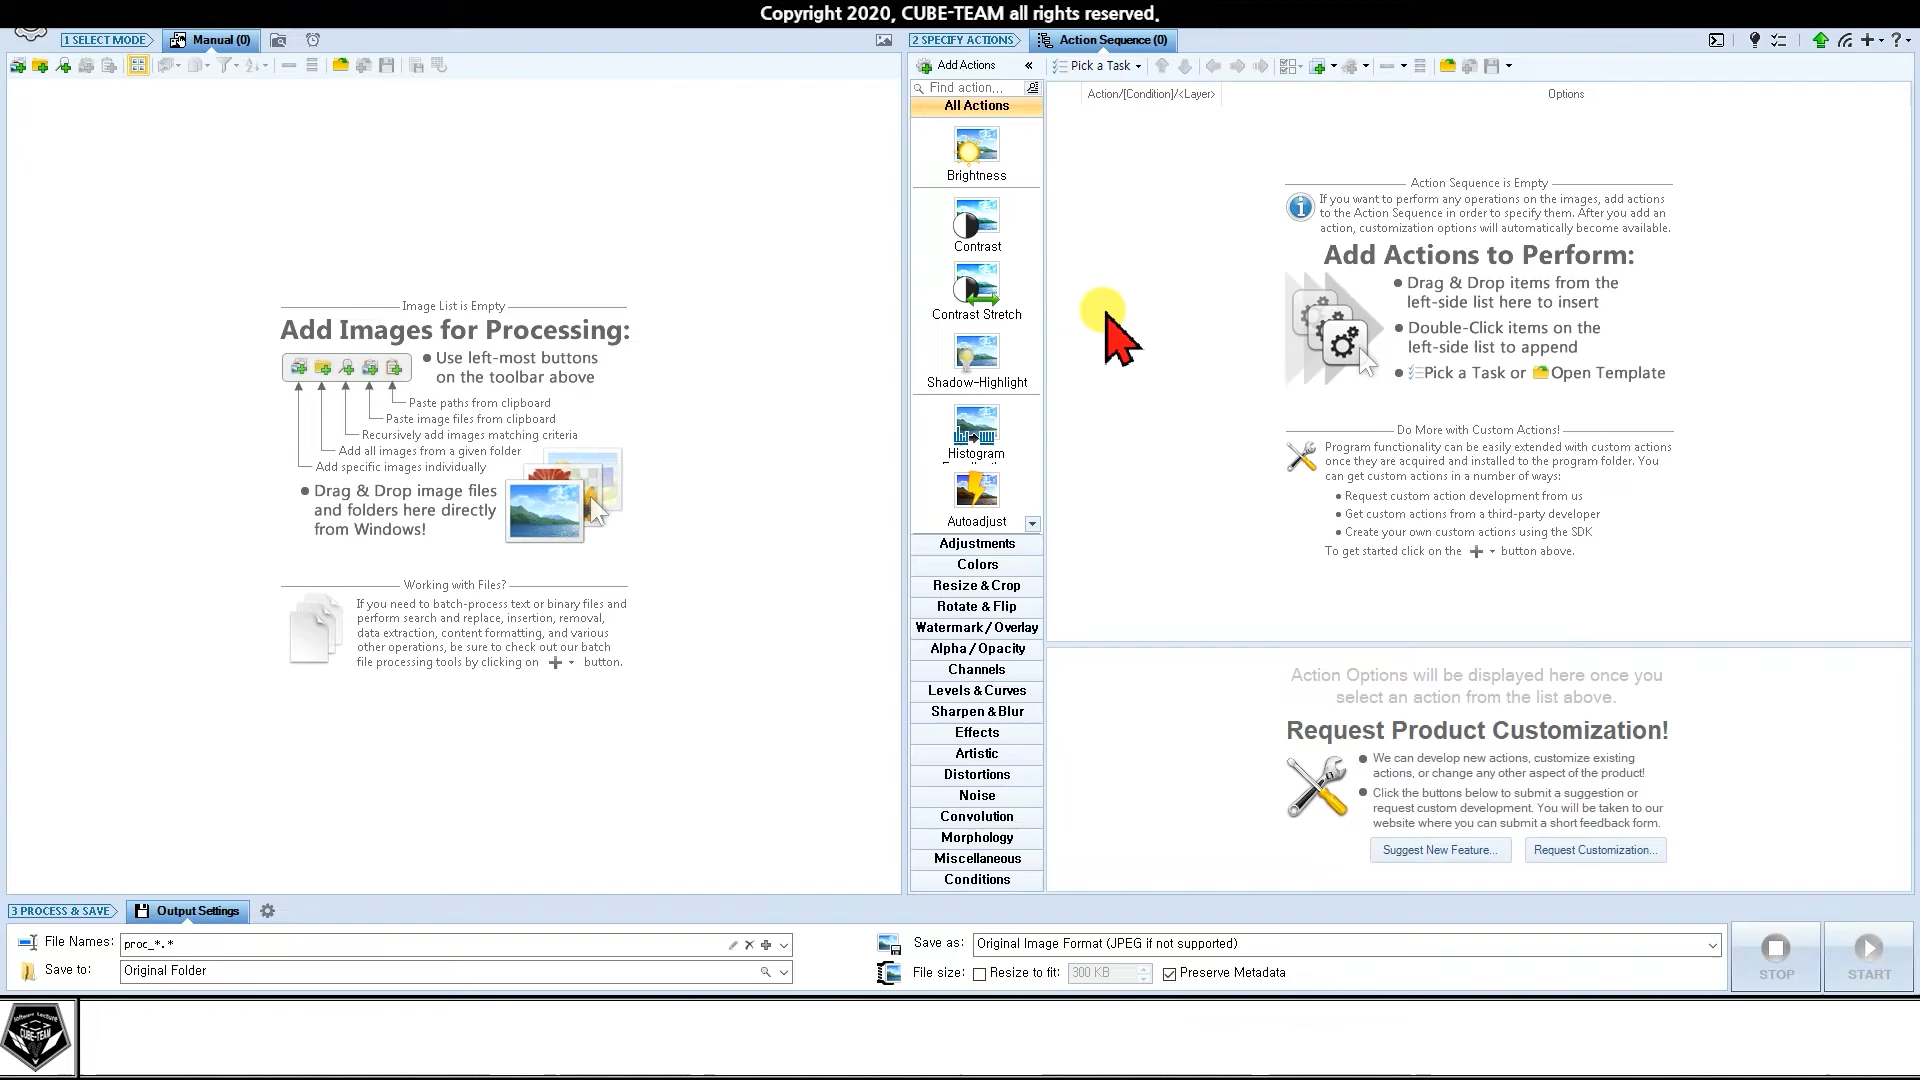 Copyright 2020, CUBE-TEAM all rights reserved.
1 SELECT MODE
Manual (0)
2 SPECIFY ACTIONS
Action Sequence (0)
Add Actions
«
Pick a Task
Find action...
All Actions
Brightness
Contrast
Contrast Stretch
Shadow-Highlight
Histogram
Autoadjust
Adjustments
Colors
Resize & Crop
Rotate & Flip
Watermark / Overlay
Alpha / Opacity
Channels
Levels & Curves
Sharpen & Blur
Effects
Artistic
Distortions
Noise
Convolution
Morphology
Miscellaneous
Conditions
Image List is Empty
Add Images for Processing:
● Use left-most buttons
on the toolbar above
Paste paths from clipboard
Paste image files from clipboard
Recursively add images matching criteria
Add all images from a given folder
Add specific images individually
● Drag & Drop image files
and folders here directly
from Windows!
Working with Files?
If you need to batch-process text or binary files and
perform search and replace, insertion, removal,
data extraction, content formatting, and various
other operations, be sure to check out our batch
file processing tools by clicking on + button.
Action/[Condition]/<Layer>
Options
Action Sequence is Empty
If you want to perform any operations on the images, add actions
to the Action Sequence in order to specify them. After you add an
action, customization options will automatically become available.
Add Actions to Perform:
● Drag & Drop items from the
left-side list here to insert
● Double-Click items on the
left-side list to append
● Pick a Task or Open Template
Do More with Custom Actions!
Program functionality can be easily extended with custom actions
once they are acquired and installed to the program folder. You
can get custom actions in a number of ways:
● Request custom action development from us
● Get custom actions from a third-party developer
● Create your own custom actions using the SDK
To get started click on the + button above.
Action Options will be displayed here once you
select an action from the list above.
Request Product Customization!
● We can develop new actions, customize existing
actions, or change any other aspect of the product!
● Click the buttons below to submit a suggestion or
request custom development. You will be taken to our
website where you can submit a short feedback form.
Suggest New Feature...
Request Customization...
3 PROCESS & SAVE
Output Settings
File Names:
proc_*.*
Save to:
Original Folder
Save as:
Original Image Format (JPEG if not supported)
File size:
Resize to fit:
300 KB
Preserve Metadata
STOP
START
Software Lecture
CUBE-TEAM